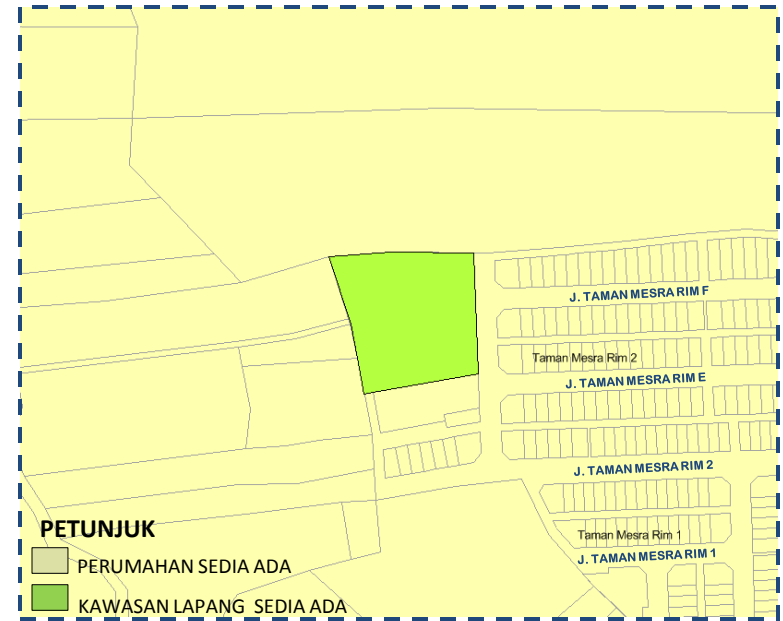 J. TAMAN MESRA RIM F
Taman Mesra Rim 2
J. TAMAN MESRA RIM E
J. TAMAN MESRA RIM 2
Taman Mesra Rim 1
J. TAMAN MESRA RIM 1
PETUNJUK
PERUMAHAN SEDIA ADA
KAWASAN LAPANG SEDIA ADA